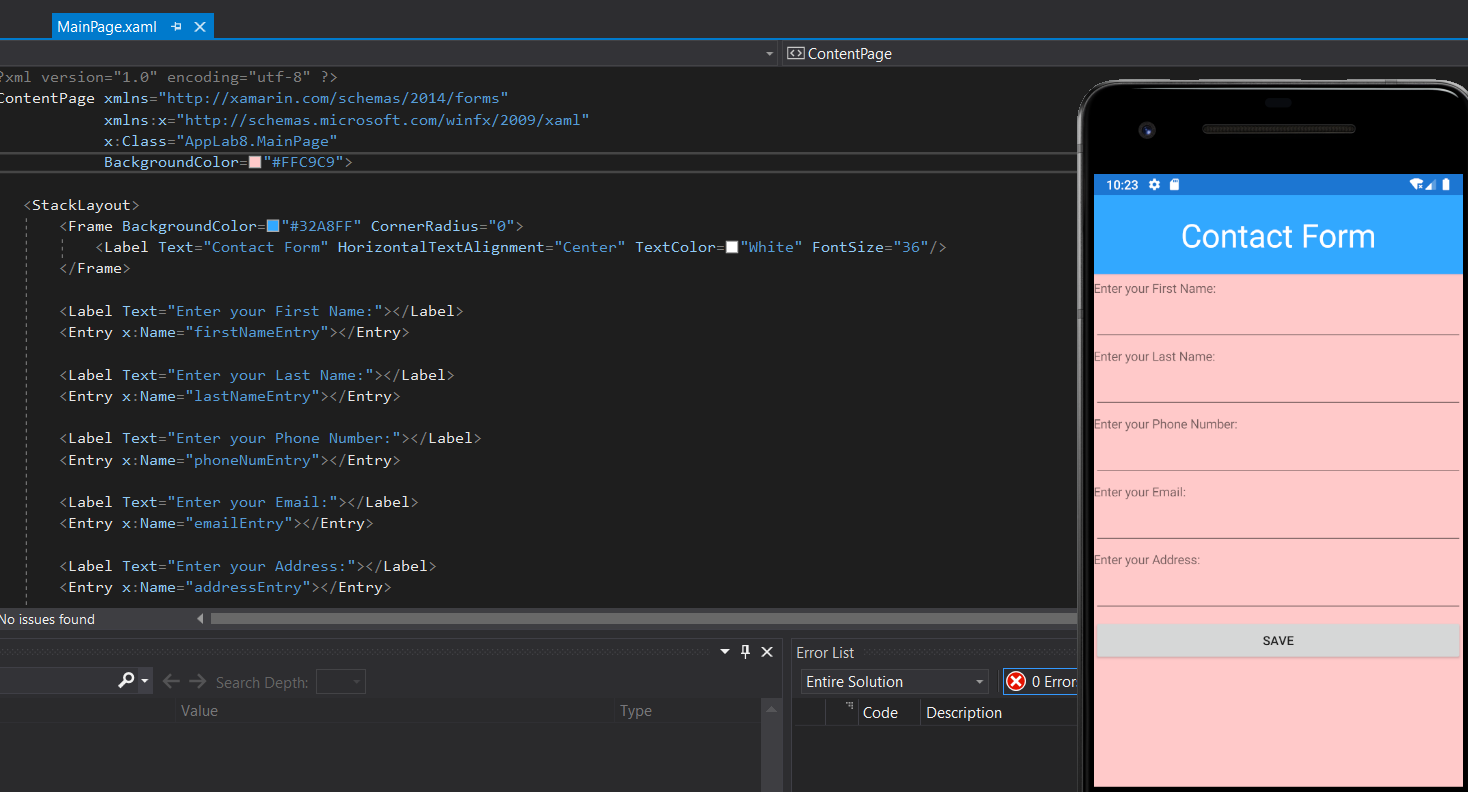 MainPage.xaml
ContentPage
?xml version="1.0" encoding="utf-8" ?>
ContentPage xmlns="http://xamarin.com/schemas/2014/forms"
xmlns:x="http://schemas.microsoft.com/winfx/2009/xaml"
x:Class="AppLab8.MainPage"
BackgroundColor="#FFC9C9">
<StackLayout>
<Frame BackgroundColor="#32A8FF" CornerRadius="0">
<Label Text="Contact Form" HorizontalTextAlignment="Center" TextColor="White" FontSize="36"/>
</Frame>
<Label Text="Enter your First Name:"></Label>
<Entry x:Name="firstNameEntry"></Entry>
<Label Text="Enter your Last Name:"></Label>
<Entry x:Name="lastNameEntry"></Entry>
<Label Text="Enter your Phone Number:"></Label>
<Entry x:Name="phoneNumEntry"></Entry>
<Label Text="Enter your Email:"></Label>
<Entry x:Name="emailEntry"></Entry>
<Label Text="Enter your Address:"></Label>
<Entry x:Name="addressEntry"></Entry>
No issues found
Search Depth:
Value Type
Error List
Entire Solution 0 Error
Code Description
10:23
Contact Form
Enter your First Name:
Enter your Last Name:
Enter your Phone Number:
Enter your Email:
Enter your Address:
SAVE